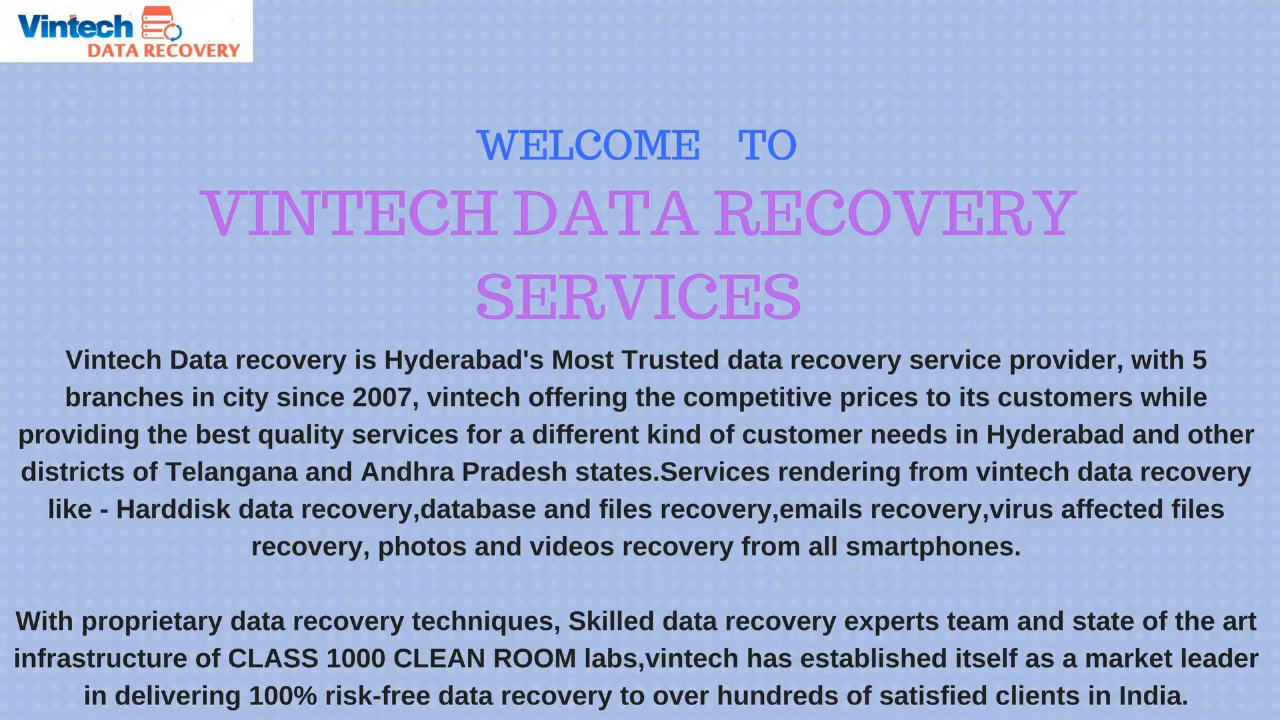 Vintech
DATA RECOVERY
WELCOME TO
VINTECH DATA RECOVERY
SERVICES
Vintech Data recovery is Hyderabad's Most Trusted data recovery service provider, with 5
branches in city since 2007, vintech offering the competitive prices to its customers while
providing the best quality services for a different kind of customer needs in Hyderabad and other
districts of Telangana and Andhra Pradesh states.Services rendering from vintech data recovery
like - Harddisk data recovery,database and files recovery,emails recovery,virus affected files
recovery, photos and videos recovery from all smartphones.
With proprietary data recovery techniques, Skilled data recovery experts team and state of the art
infrastructure of CLASS 1000 CLEAN ROOM labs,vintech has established itself as a market leader
in delivering 100% risk-free data recovery to over hundreds of satisfied clients in India.